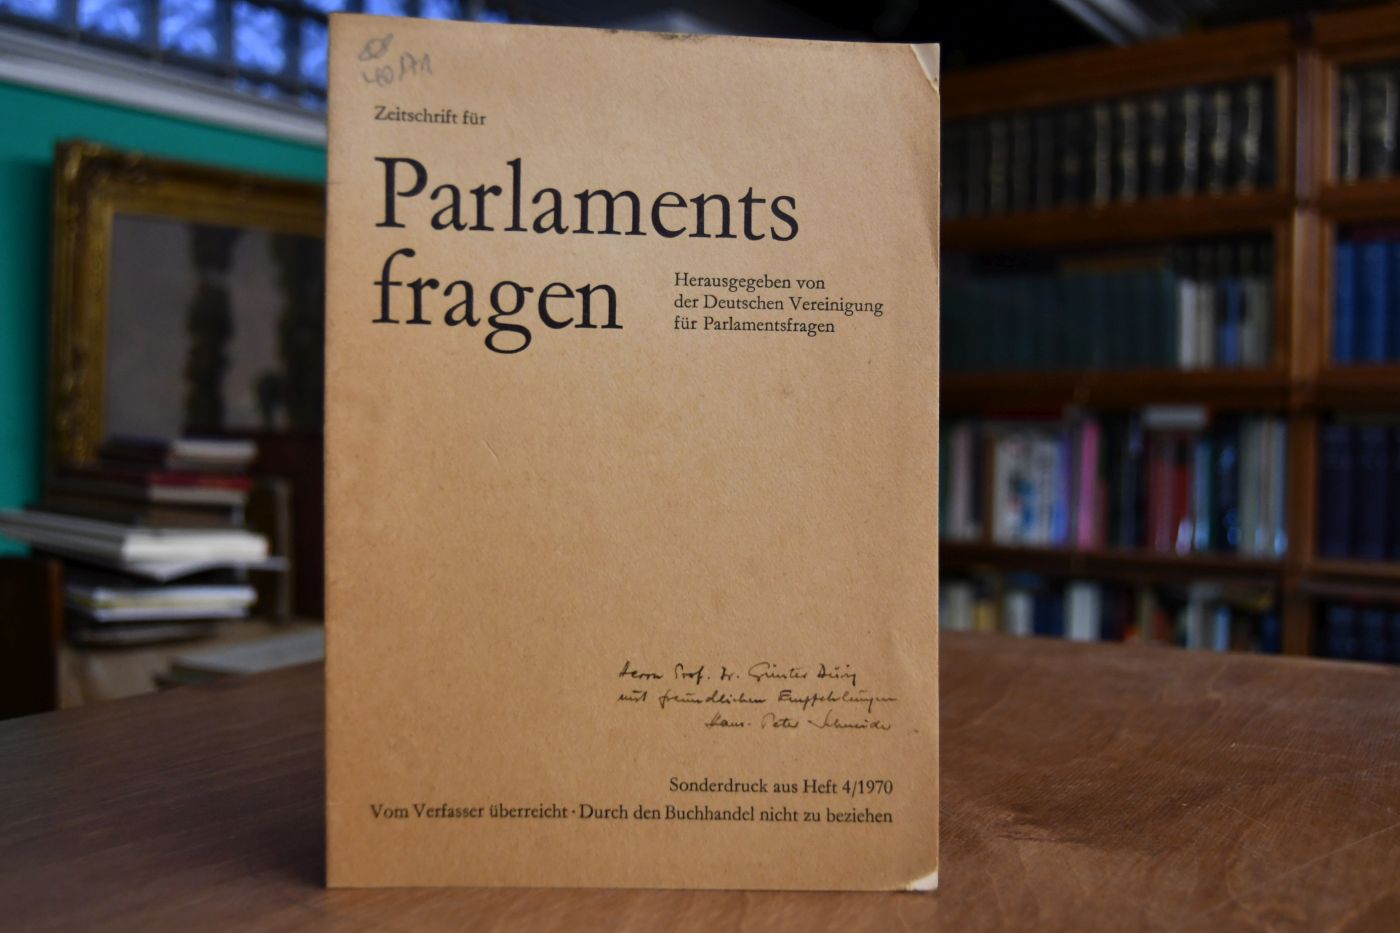 Zeitschrift für
Parlaments
fragen
Herausgegeben von
der Deutschen Vereinigung
für Parlamentsfragen
Herrn Prof. Dr. Günter Dürig
mit freundlichen Empfehlungen
Hans-Peter Schneider
Sonderdruck aus Heft 4/1970
Vom Verfasser überreicht · Durch den Buchhandel nicht zu beziehen